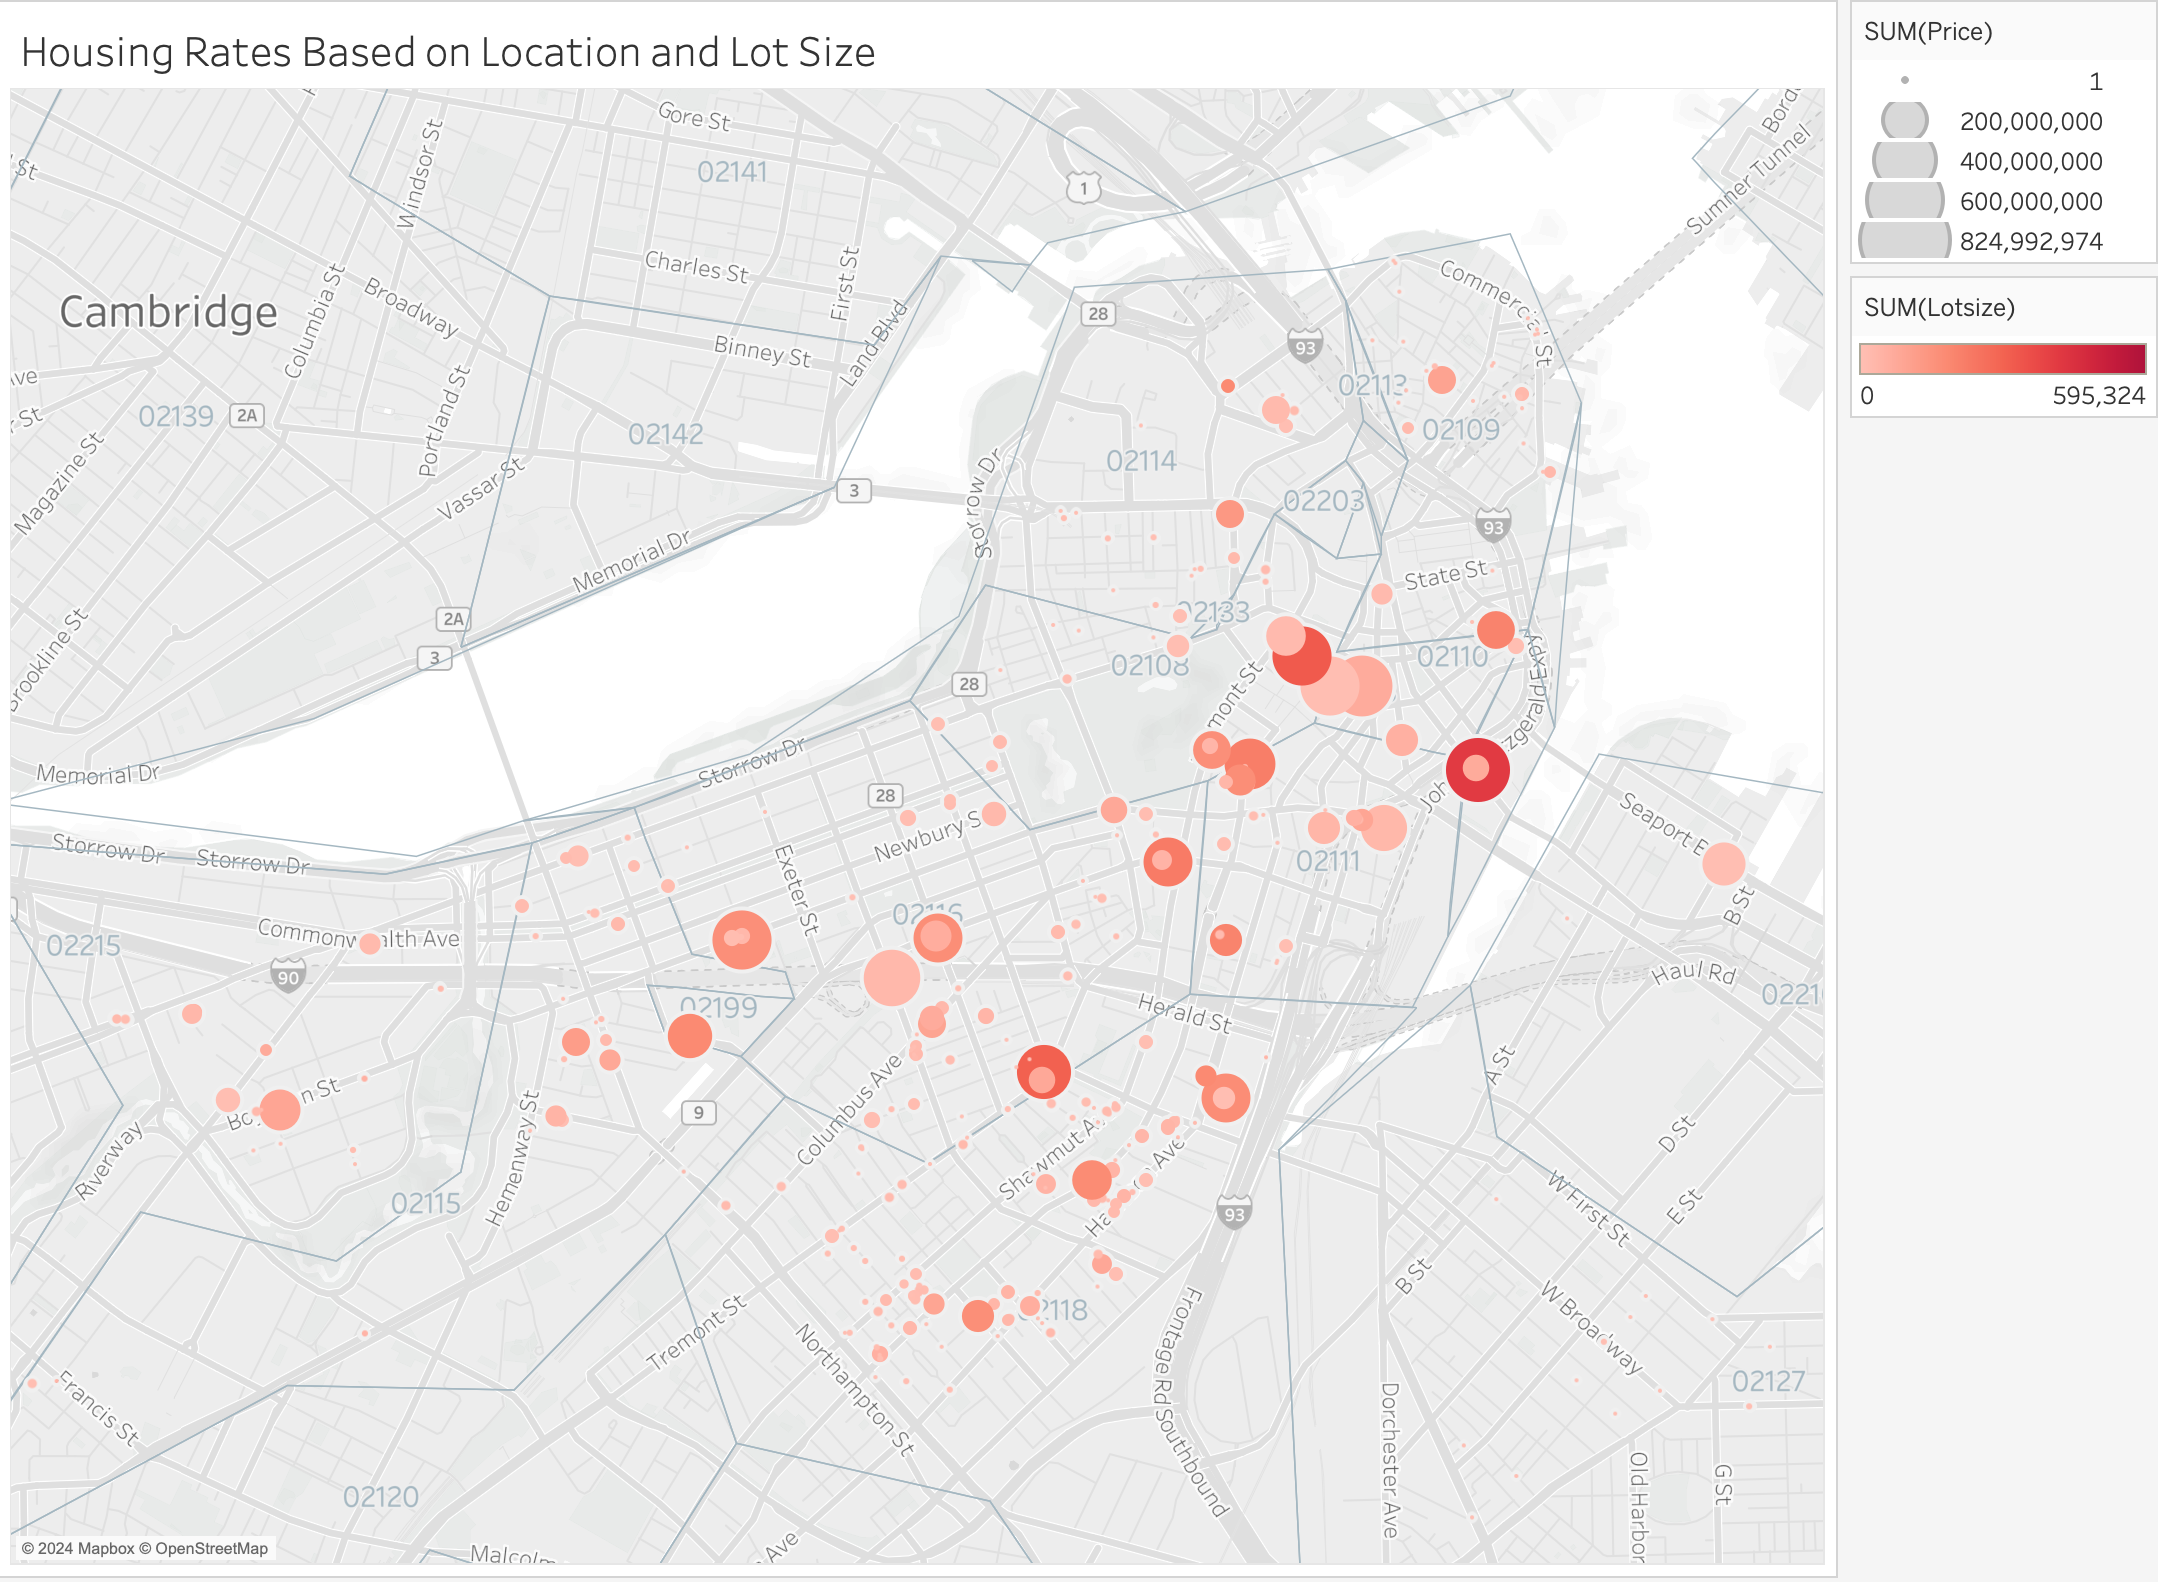 Housing Rates Based on Location and Lot Size
SUM(Price)
1
200,000,000
400,000,000
600,000,000
824,992,974
SUM(Lotsize)
0
595,324
Gore St
02141
Windsor St
1
Summer Tunnel
St
Charles St
First St
Commercial St
Cambridge
Columbia St
Broadway
Binney St
Land Blvd
28
93
02113
02139
2A
Portland St
02142
02109
Magazine St
Vassar St
02114
3
Storrow Dr
02203
93
Memorial Dr
State St
2A
02133
3
02108
02110
Brookline St
28
mont St
zgerald Expy
Memorial Dr
Storrow Dr
28
Newbury S
Joh
Seaport E
Storrow Dr
Storrow Dr
Exeter St
02111
B St
02116
02215
Commonwealth Ave
90
Haul Rd
02199
Herald St
0221
A St
Columbus Ave
9
n St
Hemenway St
Riverway
Shawmut A
Ave
D St
02115
W First St
E St
Ha
93
B St
Tremont St
2118
Frontage Rd Southbound
W Broadway
Northampton St
02127
Francis St
Dorchester Ave
Old Harbor
G St
02120
Malcolm
Ave
© 2024 Mapbox © OpenStreetMap